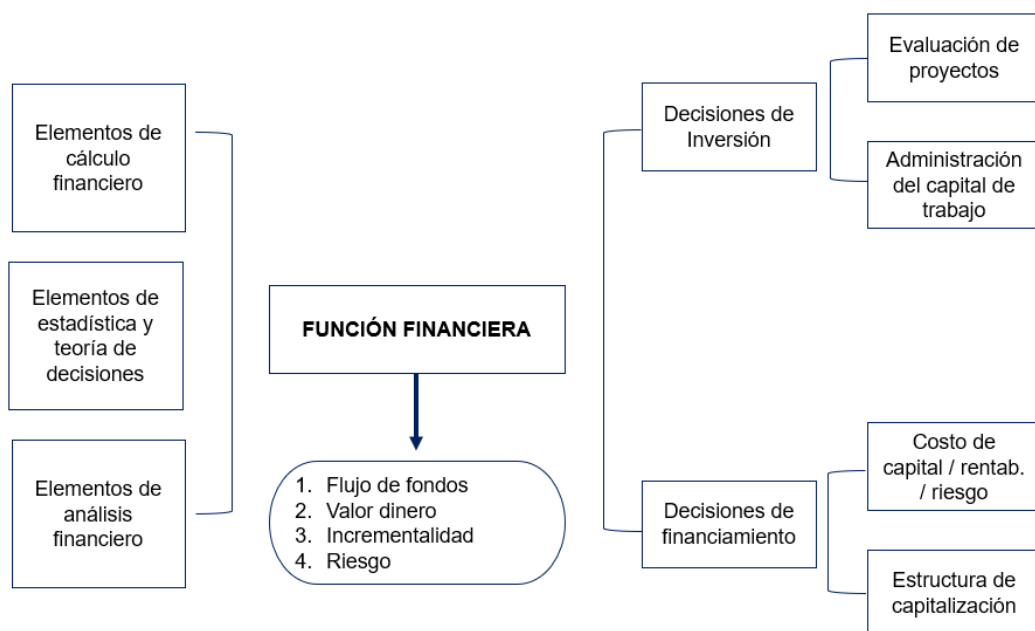 Elementos de
cálculo
financiero
Elementos de
estadística y
teoría de
decisiones
Elementos de
análisis
financiero
FUNCIÓN FINANCIERA
1. Flujo de fondos
2. Valor dinero
3. Incrementalidad
4. Riesgo
Decisiones de
Inversión
Evaluación de
proyectos
Administración
del capital de
trabajo
Decisiones de
financiamiento
Costo de
capital / rentab.
/ riesgo
Estructura de
capitalización